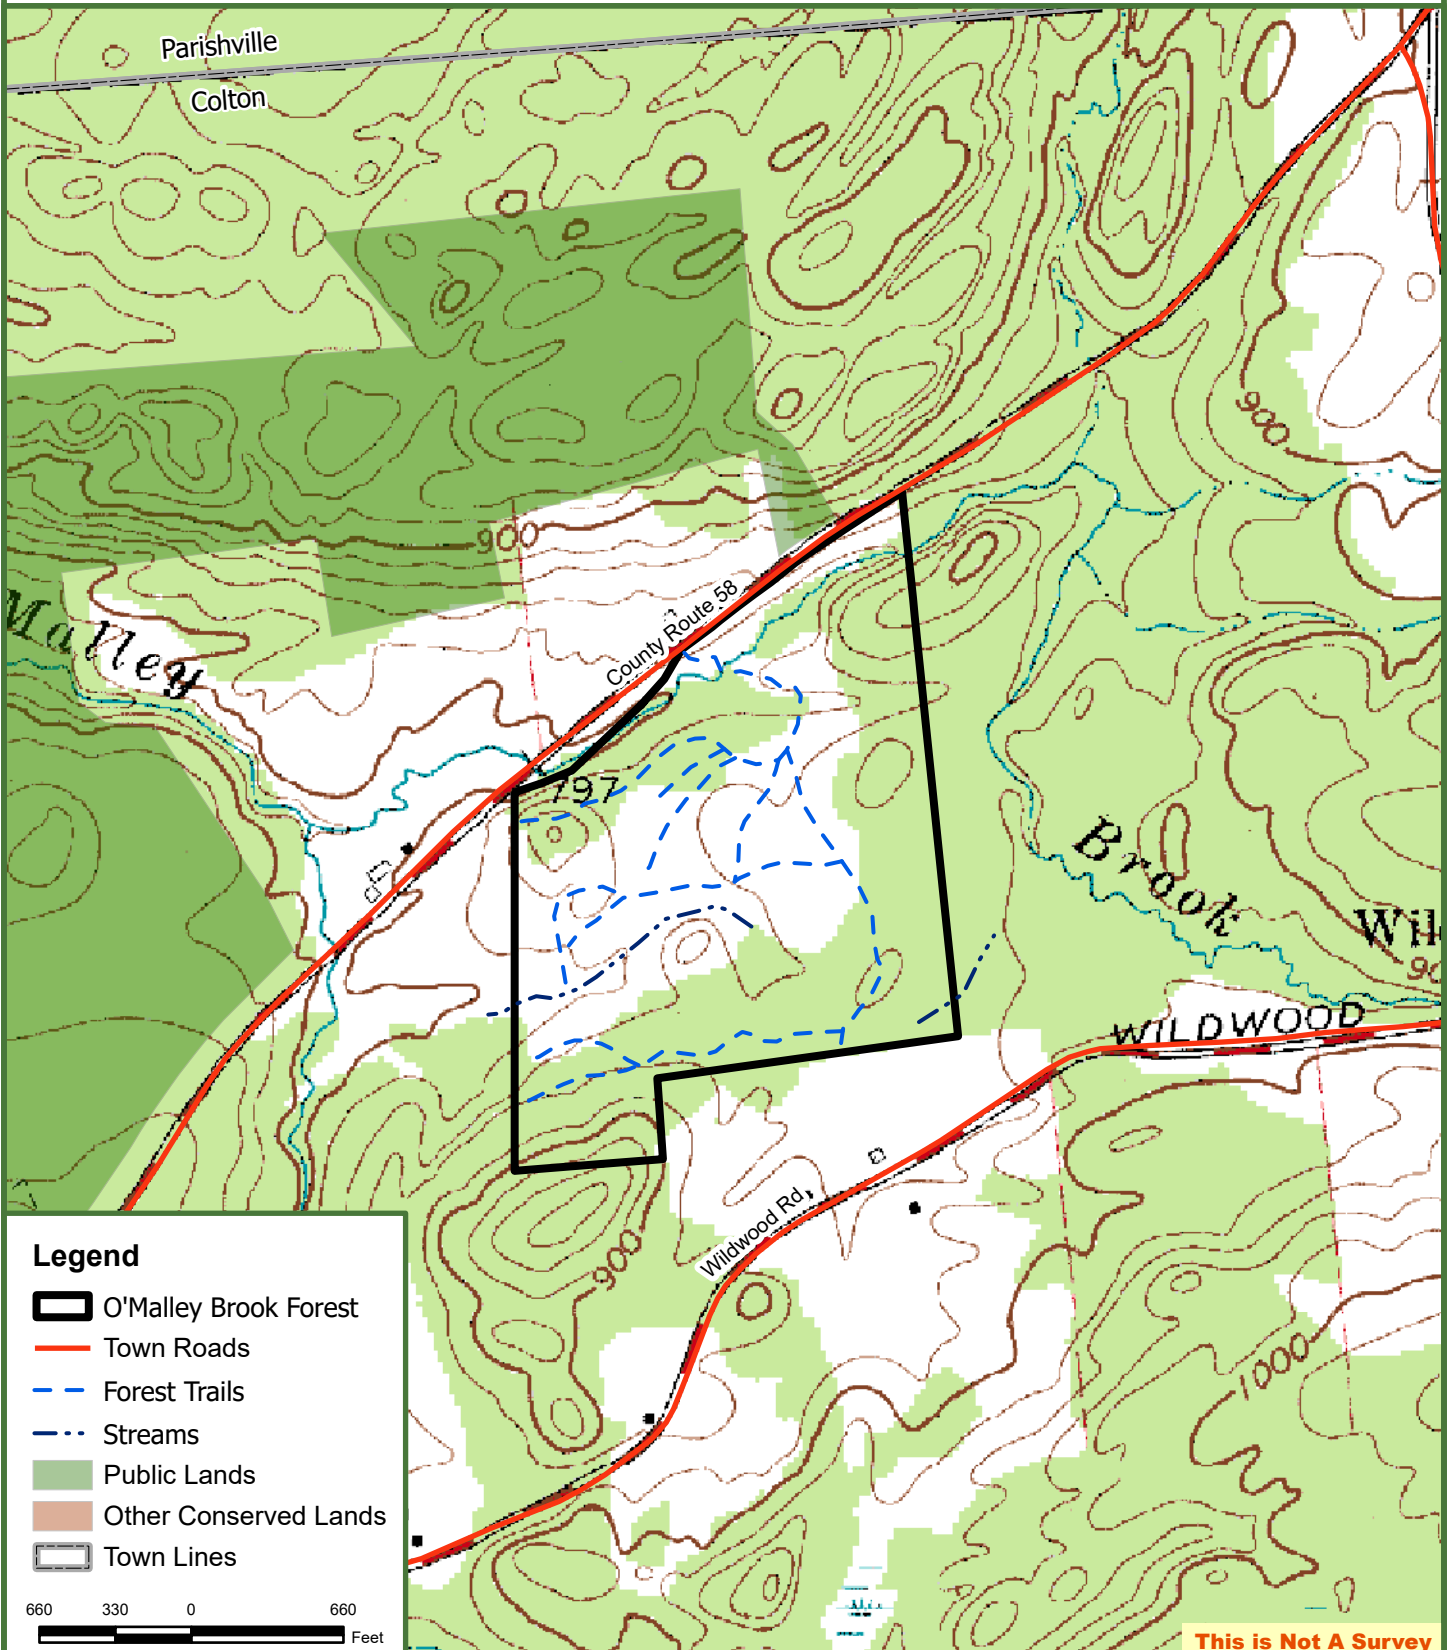 Parishville
Colton
900
900
Malley
County Route 58
797
Brook
Wil
90
WILDWOOD
Wildwood Rd
900
1000
Legend
O'Malley Brook Forest
Town Roads
Forest Trails
Streams
Public Lands
Other Conserved Lands
Town Lines
660 330 0 660
Feet
This is Not A Survey